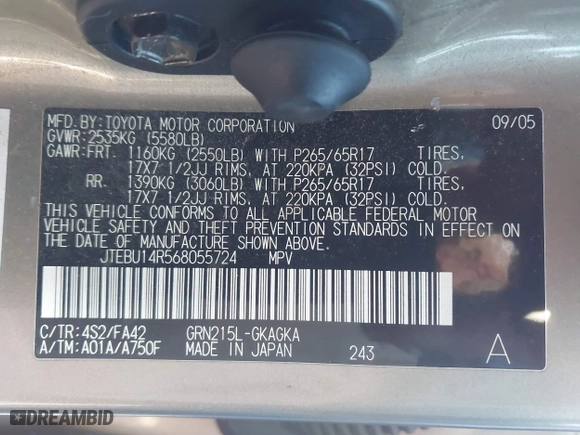 MFD.BY:TOYOTA MOTOR CORPORATION 09/05
GVWR:2535KG (5580LB)
GAWR:FRT. 1160KG (2550LB) WITH P265/65R17 TIRES,
17X7 1/2JJ RIMS, AT 220KPA (32PSI) COLD.
RR. 1390KG (3060LB) WITH P265/65R17 TIRES,
17X7 1/2JJ RIMS, AT 220KPA (32PSI) COLD.
THIS VEHICLE CONFORMS TO ALL APPLICABLE FEDERAL MOTOR
VEHICLE SAFETY AND THEFT PREVENTION STANDARDS IN EFFECT ON
THE DATE OF MANUFACTURE SHOWN ABOVE.
JTEBU14R568055724 MPV
C/TR:4S2/FA42 GRN215L-GKAGKA
A/TM:A01A/A750F MADE IN JAPAN 243 A
DREAMBID